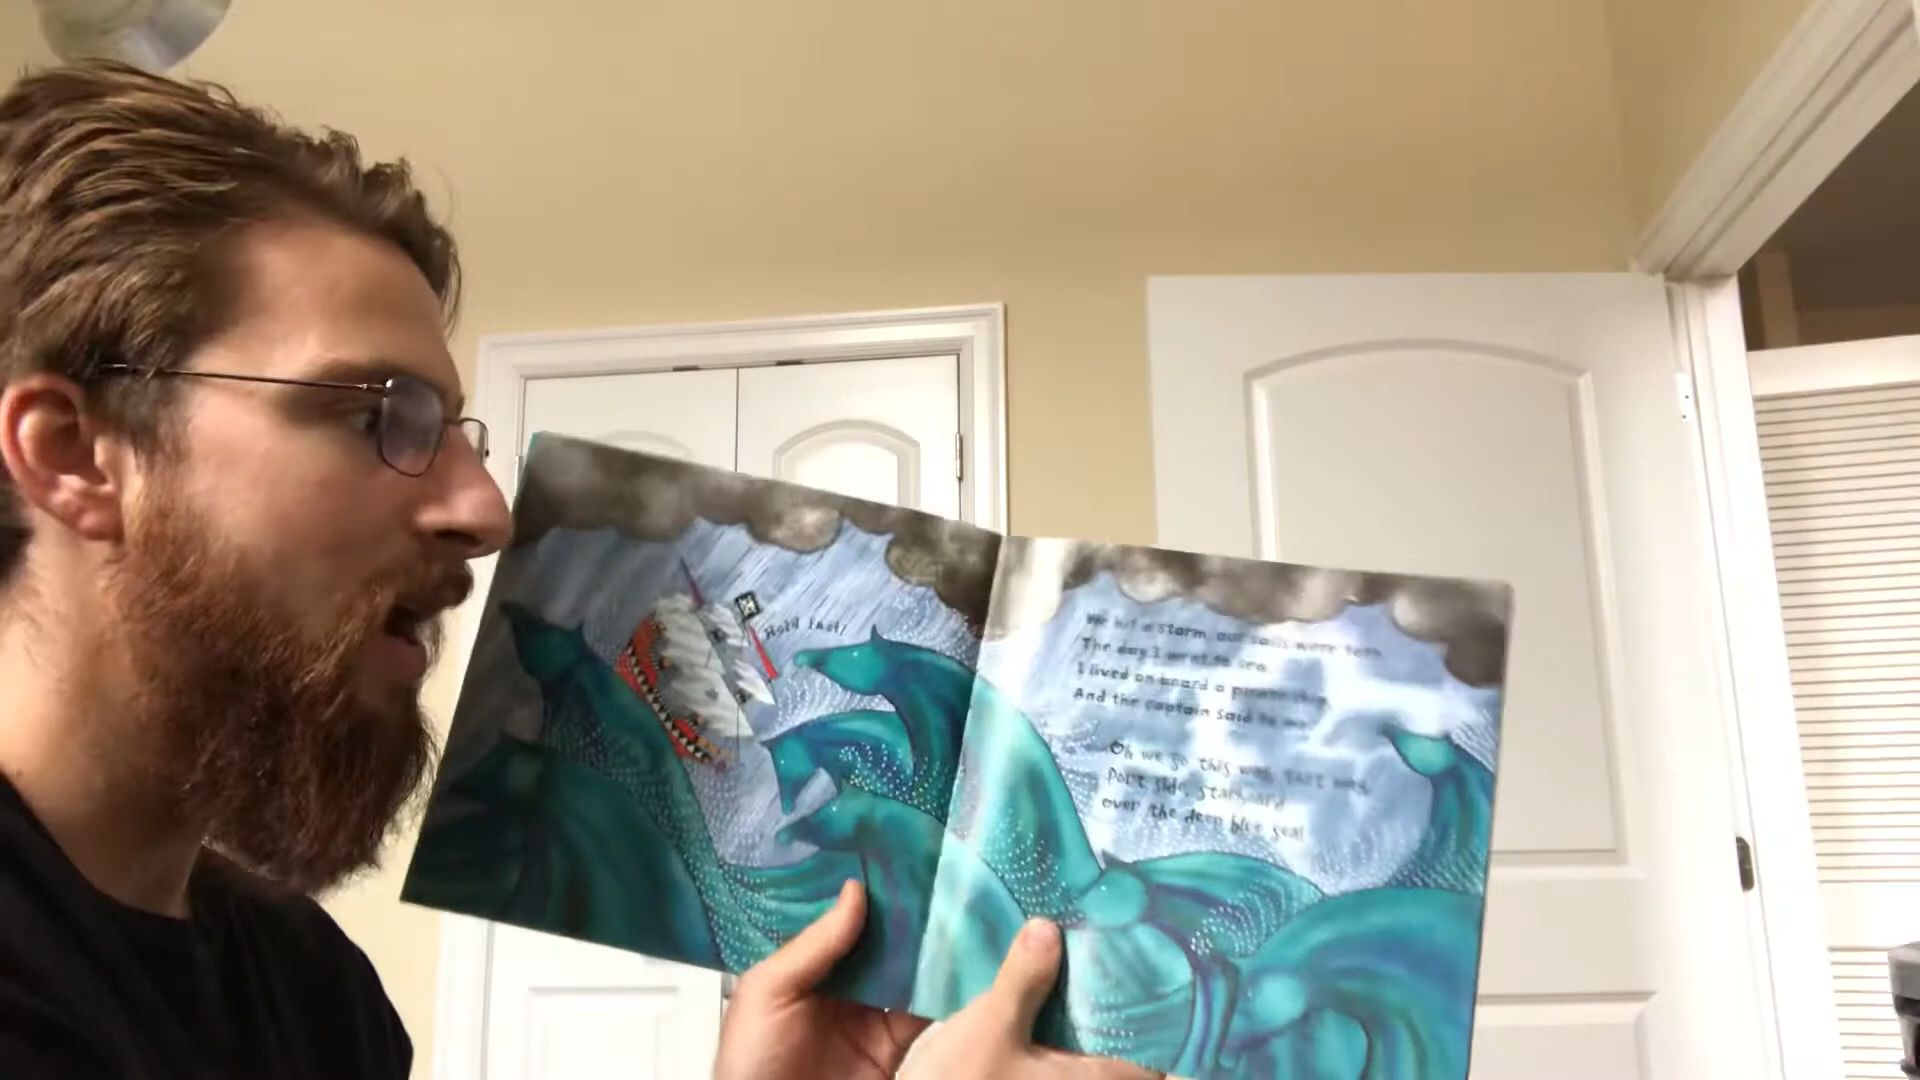 Hold fast!
We hit a storm, our sails were torn
The day I went to sea.
I lived on board a pirate ship
And the captain said to me:
Oh we go this way, that way,
Port side, starboard
over the deep blue sea!